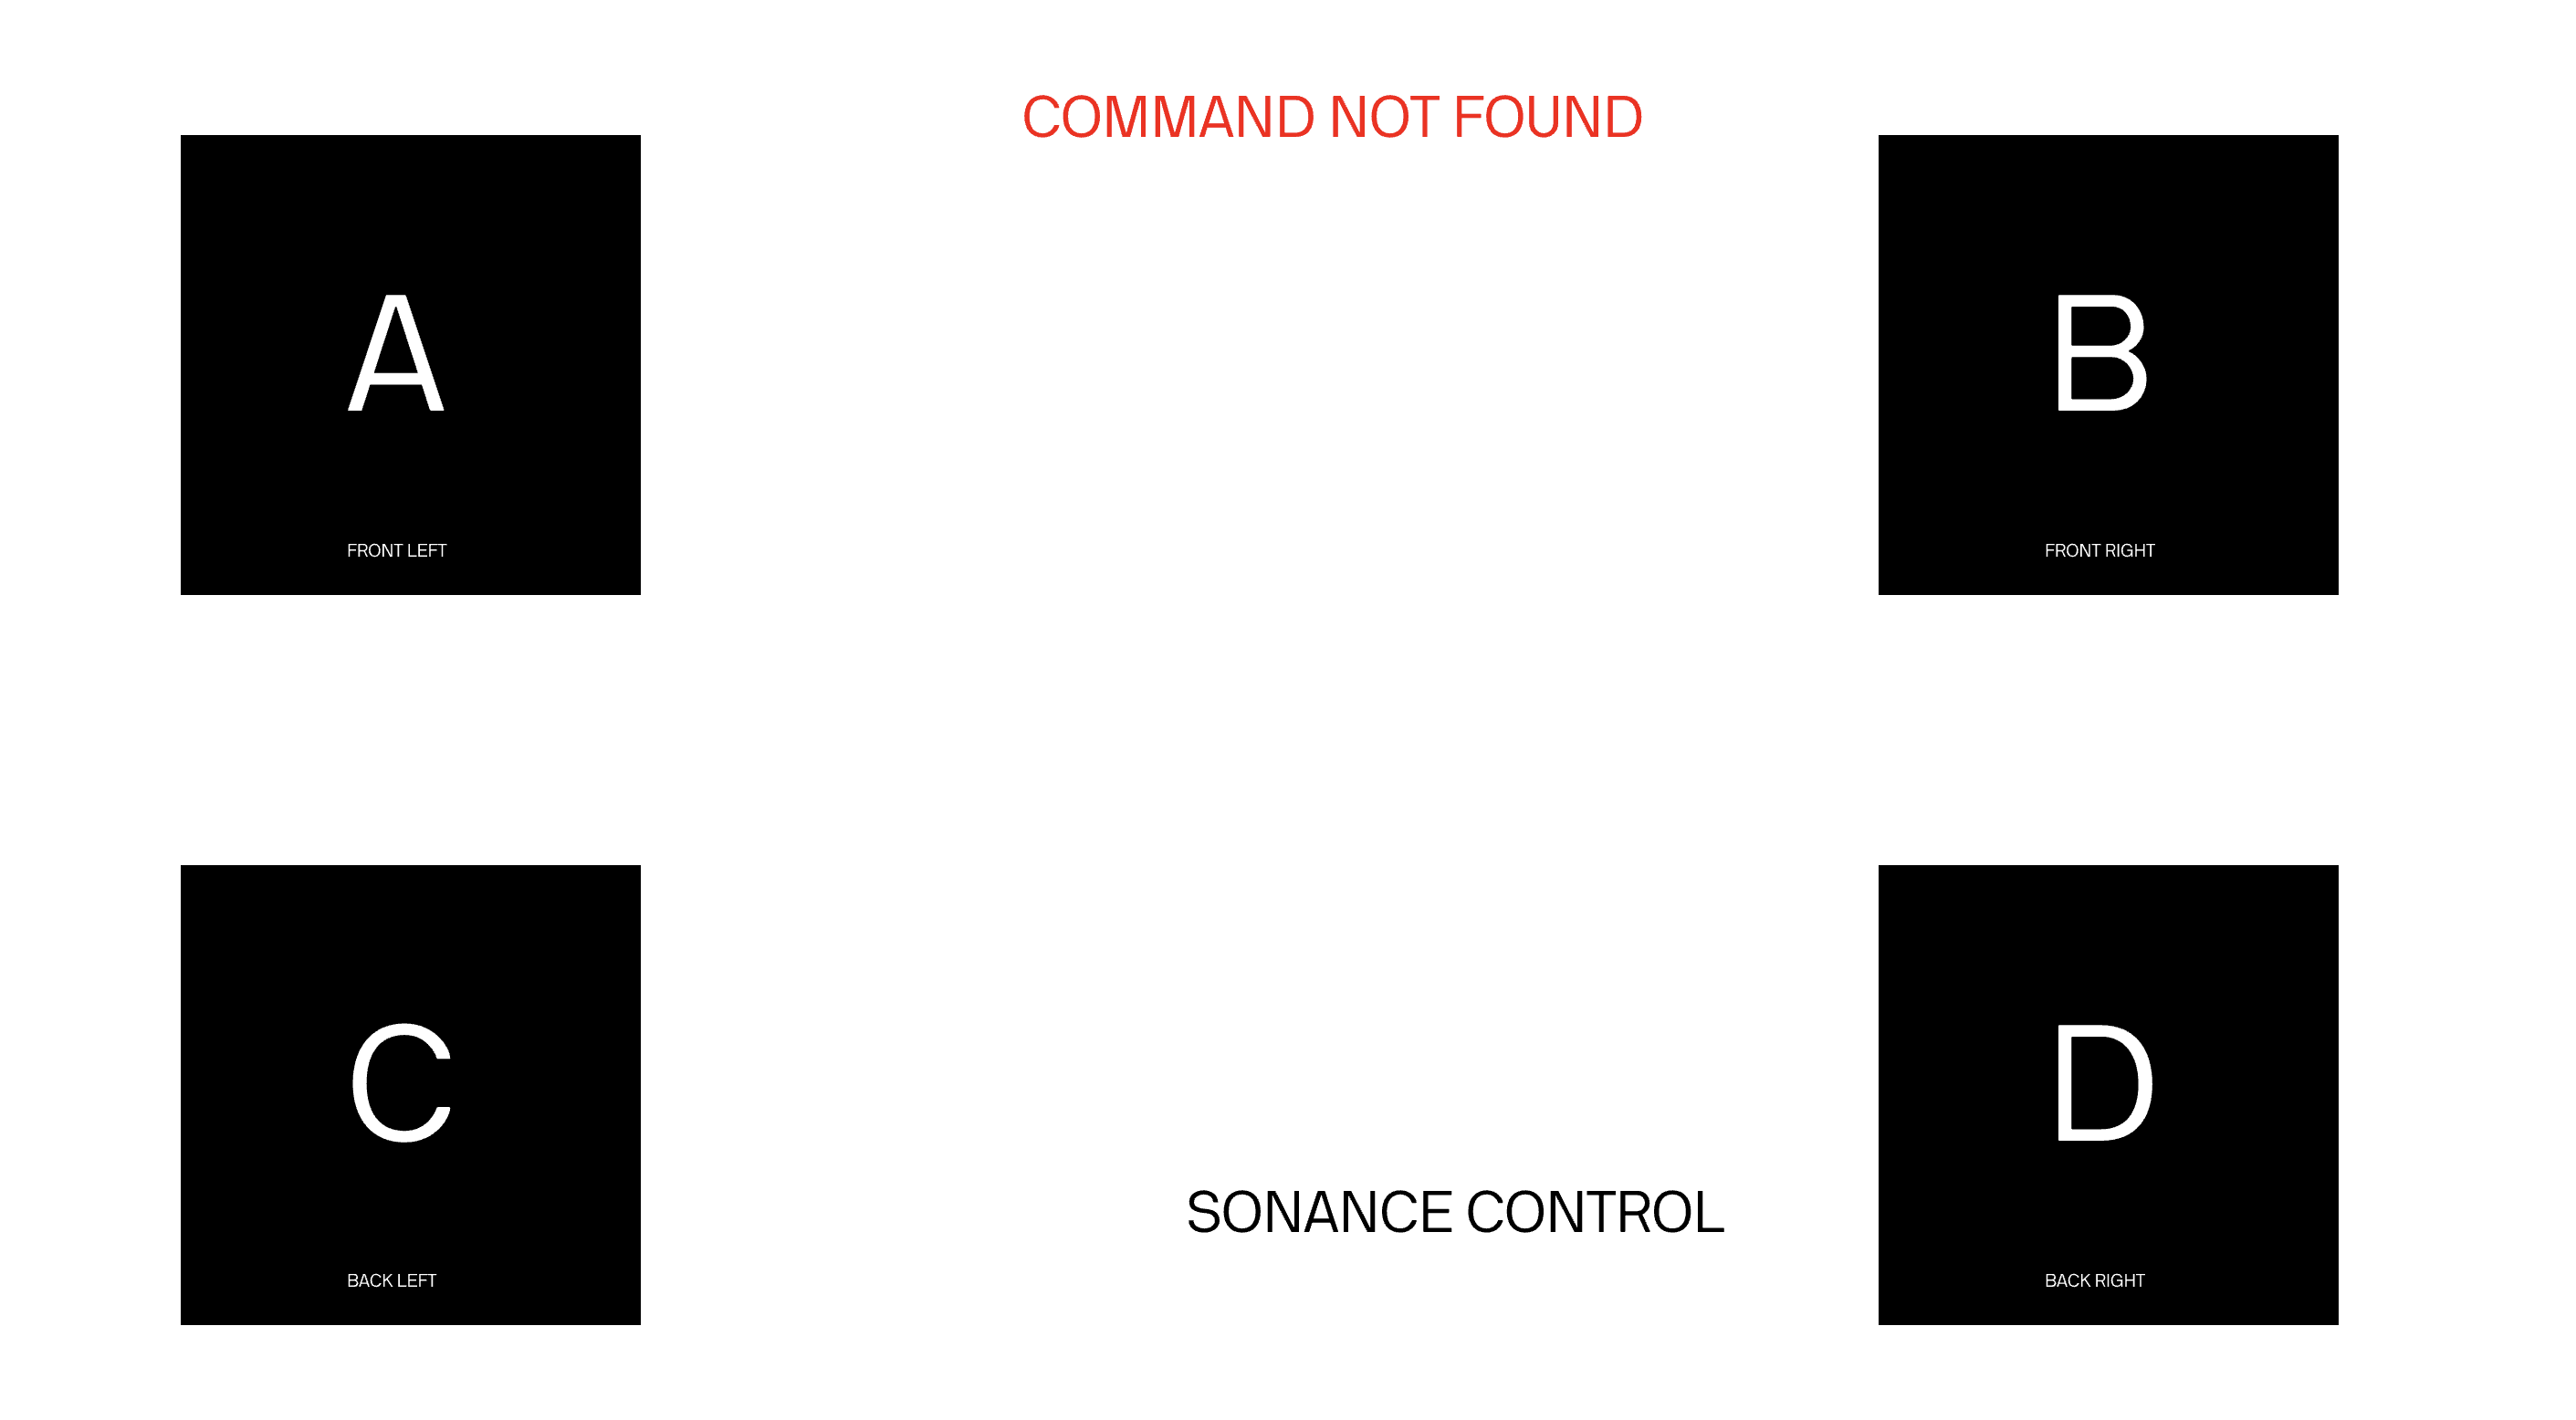 COMMAND NOT FOUND
A
FRONT LEFT
B
FRONT RIGHT
C
BACK LEFT
SONANCE CONTROL
D
BACK RIGHT